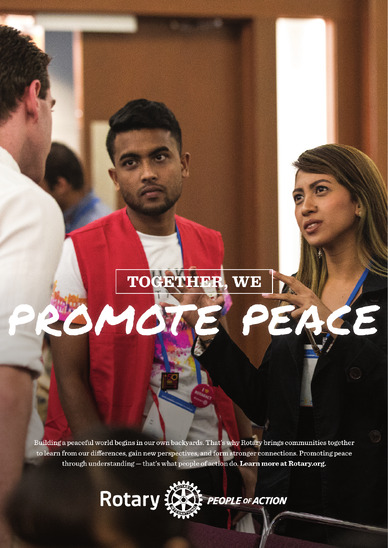 TOGETHER, WE
PROMOTE PEACE
Building a peaceful world begins in our own backyards. That's why Rotary brings communities together
to learn from our differences, gain new perspectives, and form stronger connections. Promoting peace
through understanding — that's what people of action do. Learn more at Rotary.org.
Rotary PEOPLE OF ACTION